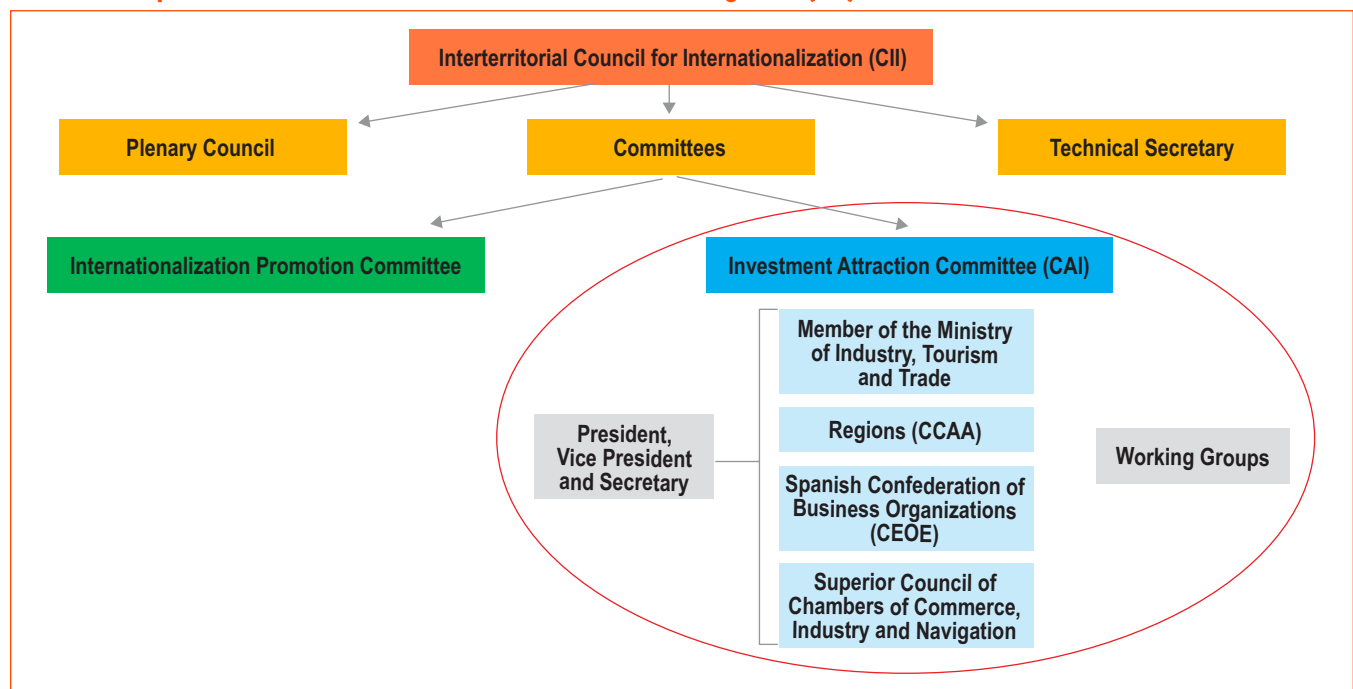 Interterritorial Council for Internationalization (CII)
Plenary Council
Committees
Technical Secretary
Internationalization Promotion Committee
Investment Attraction Committee (CAI)
Member of the Ministry
of Industry, Tourism
and Trade
President,
Vice President
and Secretary
Regions (CCAA)
Working Groups
Spanish Confederation of
Business Organizations
(CEOE)
Superior Council of
Chambers of Commerce,
Industry and Navigation